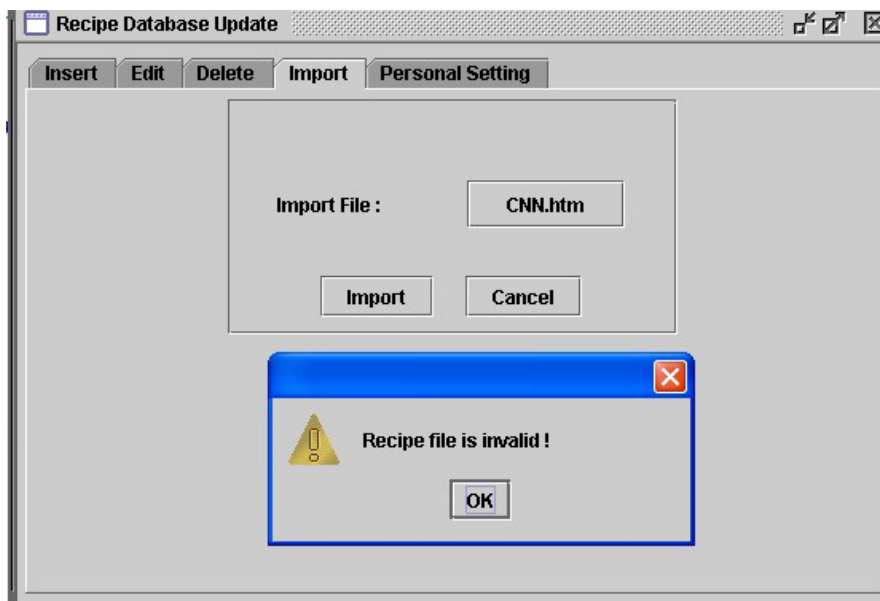 Recipe Database Update
Insert Edit Delete Import Personal Setting
Import File : CNN.htm
Import Cancel
Recipe file is invalid !
OK